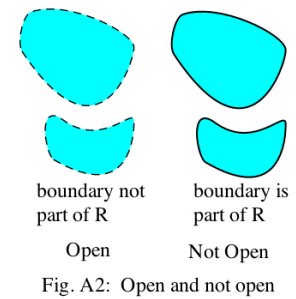 boundary not
part of R
Open
boundary is
part of R
Not Open
Fig. A2: Open and not open